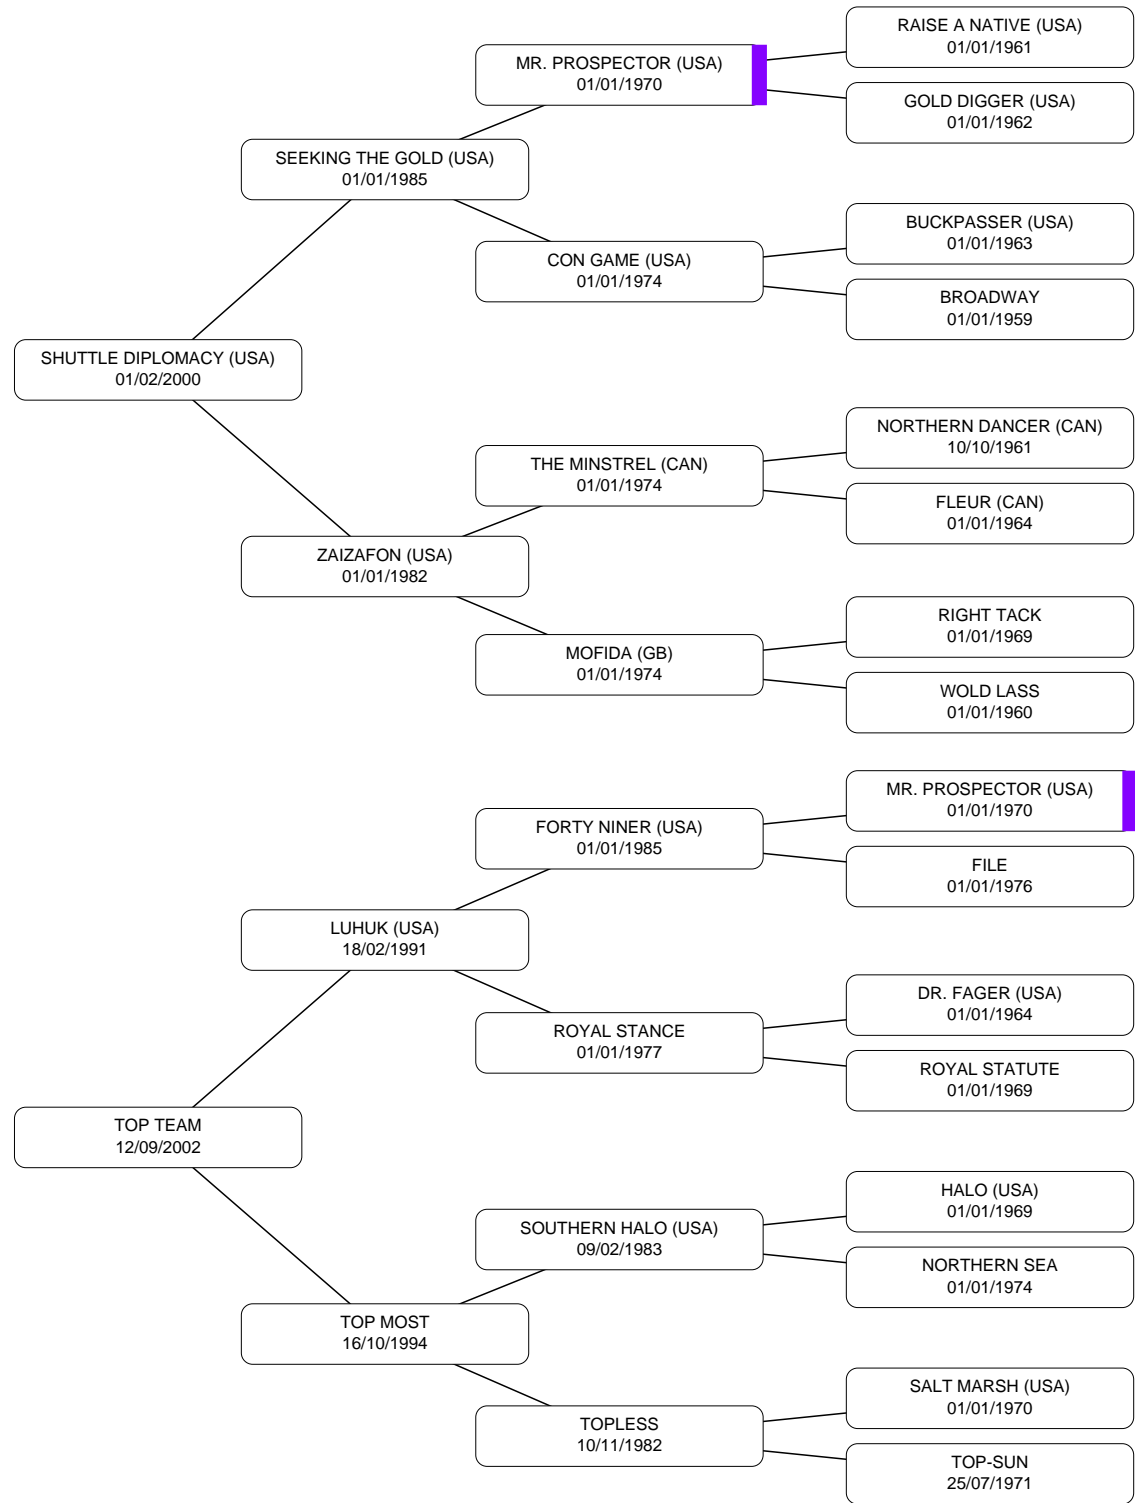 RAISE A NATIVE (USA)
01/01/1961
MR. PROSPECTOR (USA)
01/01/1970
GOLD DIGGER (USA)
01/01/1962
SEEKING THE GOLD (USA)
01/01/1985
BUCKPASSER (USA)
01/01/1963
CON GAME (USA)
01/01/1974
BROADWAY
01/01/1959
SHUTTLE DIPLOMACY (USA)
01/02/2000
NORTHERN DANCER (CAN)
10/10/1961
THE MINSTREL (CAN)
01/01/1974
FLEUR (CAN)
01/01/1964
ZAIZAFON (USA)
01/01/1982
RIGHT TACK
01/01/1969
MOFIDA (GB)
01/01/1974
WOLD LASS
01/01/1960
MR. PROSPECTOR (USA)
01/01/1970
FORTY NINER (USA)
01/01/1985
FILE
01/01/1976
LUHUK (USA)
18/02/1991
DR. FAGER (USA)
01/01/1964
ROYAL STANCE
01/01/1977
ROYAL STATUTE
01/01/1969
TOP TEAM
12/09/2002
HALO (USA)
01/01/1969
SOUTHERN HALO (USA)
09/02/1983
NORTHERN SEA
01/01/1974
TOP MOST
16/10/1994
SALT MARSH (USA)
01/01/1970
TOPLESS
10/11/1982
TOP-SUN
25/07/1971